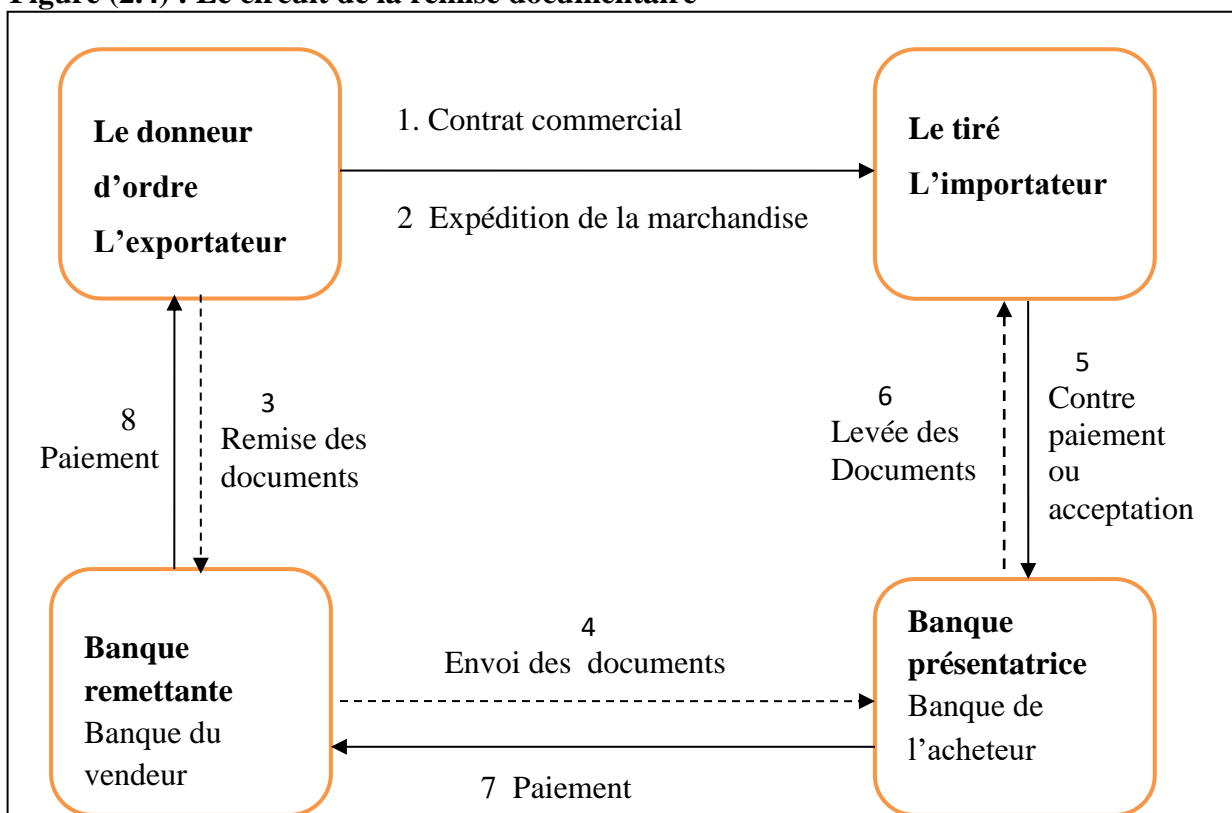 Figure (2.4) : Le circuit de la remise documentaire
Le donneur
d’ordre
L’exportateur
1. Contrat commercial
2 Expédition de la marchandise
Le tiré
L’importateur
8
Paiement
3
Remise des
documents
6
Levée des
Documents
5
Contre
paiement
ou
acceptation
Banque
remettante
Banque du
vendeur
4
Envoi des documents
7 Paiement
Banque
présentatrice
Banque de
l’acheteur